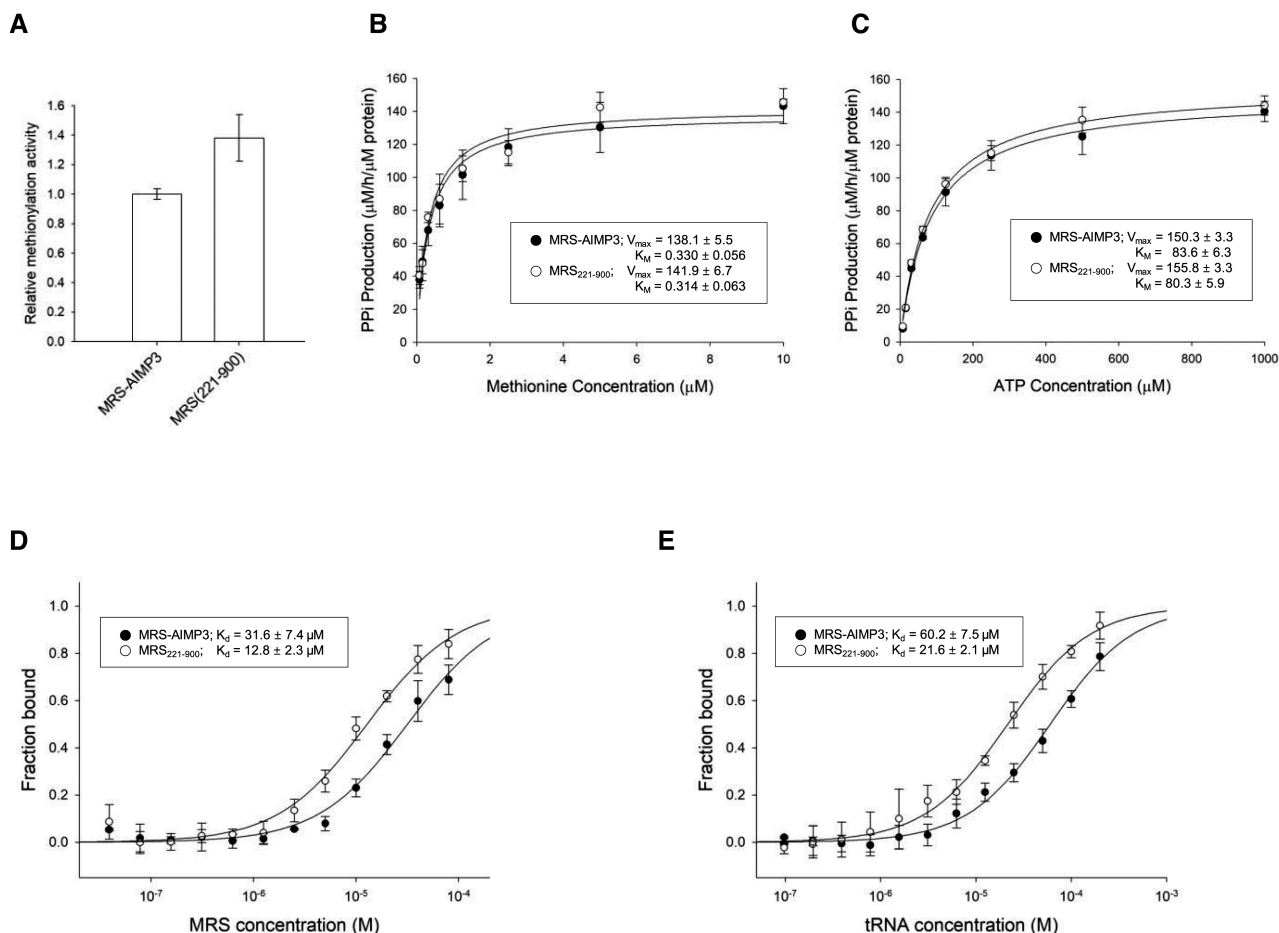 A
B
C
Relative methionylation activity
1.6
1.4
1.2
1.0
0.8
0.6
0.4
0.2
0.0
MRS-AIMP3
MRS(221-900)
PPi Production (μM/h/μM protein)
160
140
120
100
80
60
40
20
0
MRS-AIMP3; Vmax = 138.1 ± 5.5
KM = 0.330 ± 0.056
MRS221-900; Vmax = 141.9 ± 6.7
KM = 0.314 ± 0.063
0 2 4 6 8 10
Methionine Concentration (μM)
PPi Production (μM/h/μM protein)
160
140
120
100
80
60
40
20
0
MRS-AIMP3; Vmax = 150.3 ± 3.3
KM = 83.6 ± 6.3
MRS221-900; Vmax = 155.8 ± 3.3
KM = 80.3 ± 5.9
0 200 400 600 800 1000
ATP Concentration (μM)
D
E
Fraction bound
1.0
0.8
0.6
0.4
0.2
0.0
MRS-AIMP3; Kd = 31.6 ± 7.4 μM
MRS221-900; Kd = 12.8 ± 2.3 μM
10-7 10-6 10-5 10-4
MRS concentration (M)
Fraction bound
1.0
0.8
0.6
0.4
0.2
0.0
MRS-AIMP3; Kd = 60.2 ± 7.5 μM
MRS221-900; Kd = 21.6 ± 2.1 μM
10-7 10-6 10-5 10-4 10-3
tRNA concentration (M)